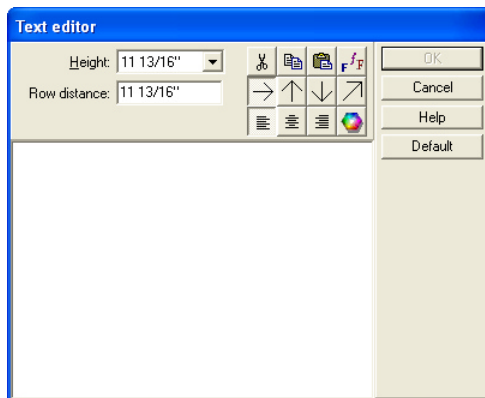 Text editor
Height: 11 13/16"
Row distance: 11 13/16"
F f F
OK
Cancel
Help
Default